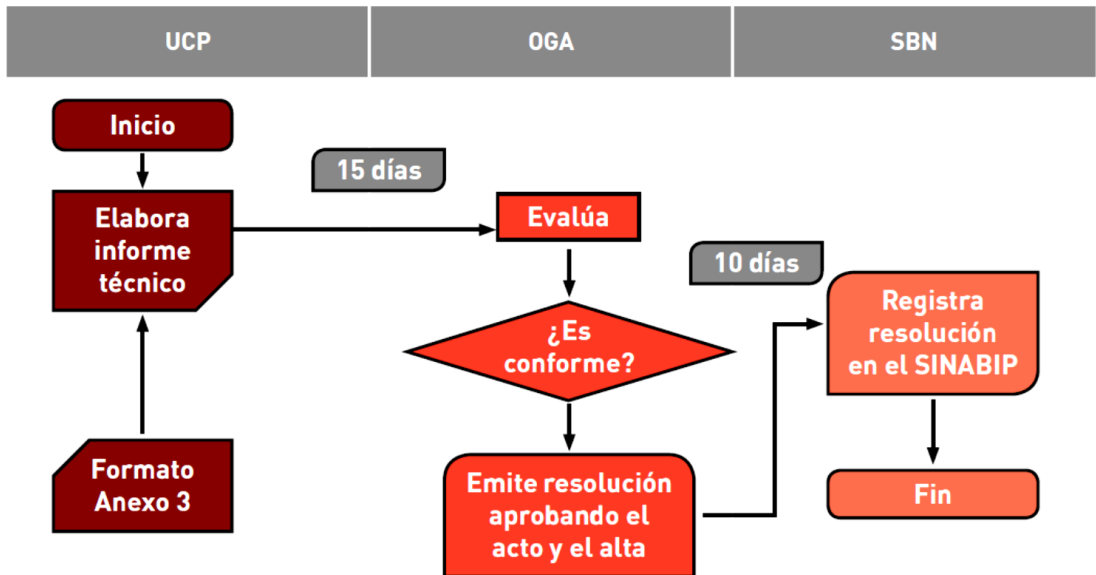 UCP
OGA
SBN
Inicio
15 días
Elabora
informe
técnico
Evalúa
10 días
¿Es
conforme?
Registra
resolución
en el SINABIP
Formato
Anexo 3
Emite resolución
aprobando el
acto y el alta
Fin